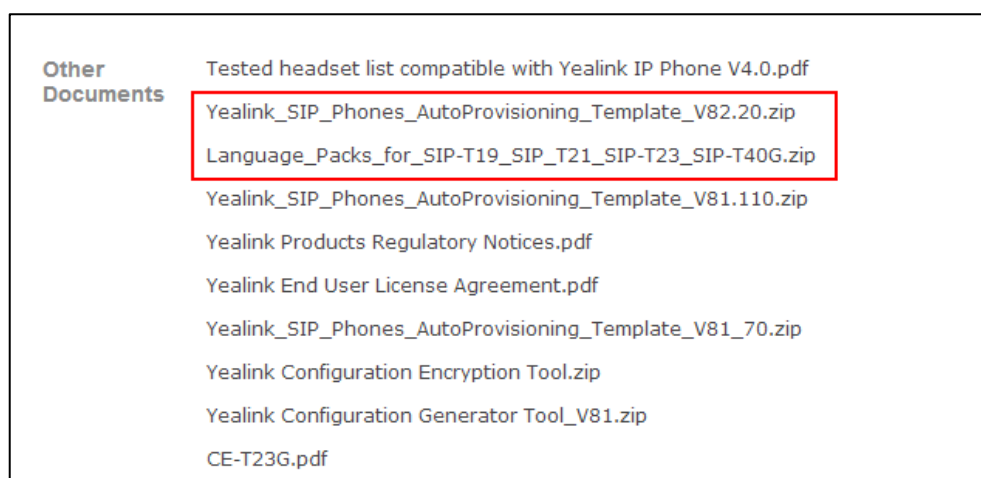 Other
Documents
Tested headset list compatible with Yealink IP Phone V4.0.pdf
Yealink_SIP_Phones_AutoProvisioning_Template_V82.20.zip
Language_Packs_for_SIP-T19_SIP_T21_SIP-T23_SIP-T40G.zip
Yealink_SIP_Phones_AutoProvisioning_Template_V81.110.zip
Yealink Products Regulatory Notices.pdf
Yealink End User License Agreement.pdf
Yealink_SIP_Phones_AutoProvisioning_Template_V81_70.zip
Yealink Configuration Encryption Tool.zip
Yealink Configuration Generator Tool_V81.zip
CE-T23G.pdf